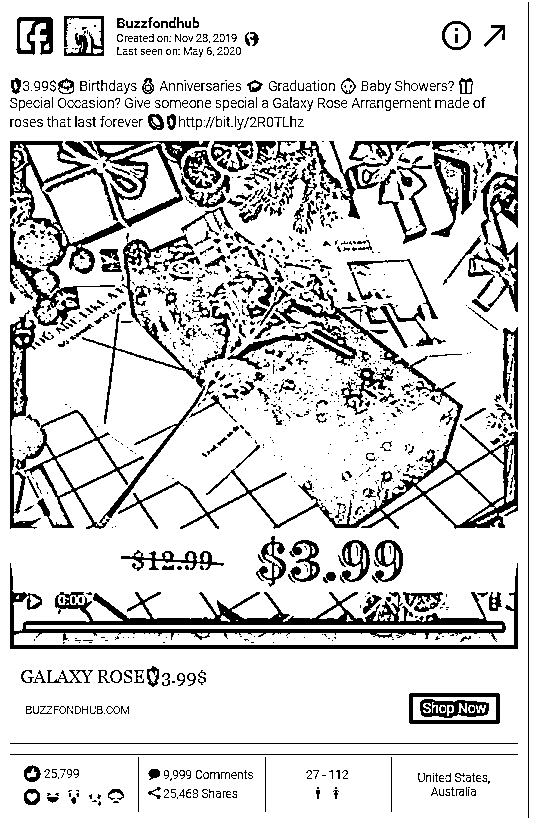 Buzzfondhub
Created on: Nov 28, 2019
Last seen on: May 6, 2020
3.99$ Birthdays Anniversaries Graduation Baby Showers?
Special Occasion? Give someone special a Galaxy Rose Arrangement made of
roses that last forever http://bit.ly/2R0TLhz
$12.99 $3.99
0:00
GALAXY ROSE 3.99$
BUZZFONDHUB.COM
Shop Now
25,799
9,999 Comments
25,468 Shares
27 - 112
United States,
Australia